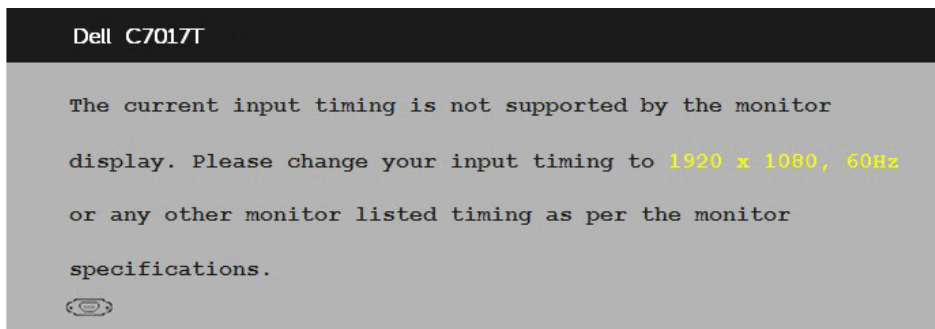 Dell C7017T
The current input timing is not supported by the monitor
display. Please change your input timing to 1920 x 1080, 60Hz
or any other monitor listed timing as per the monitor
specifications.